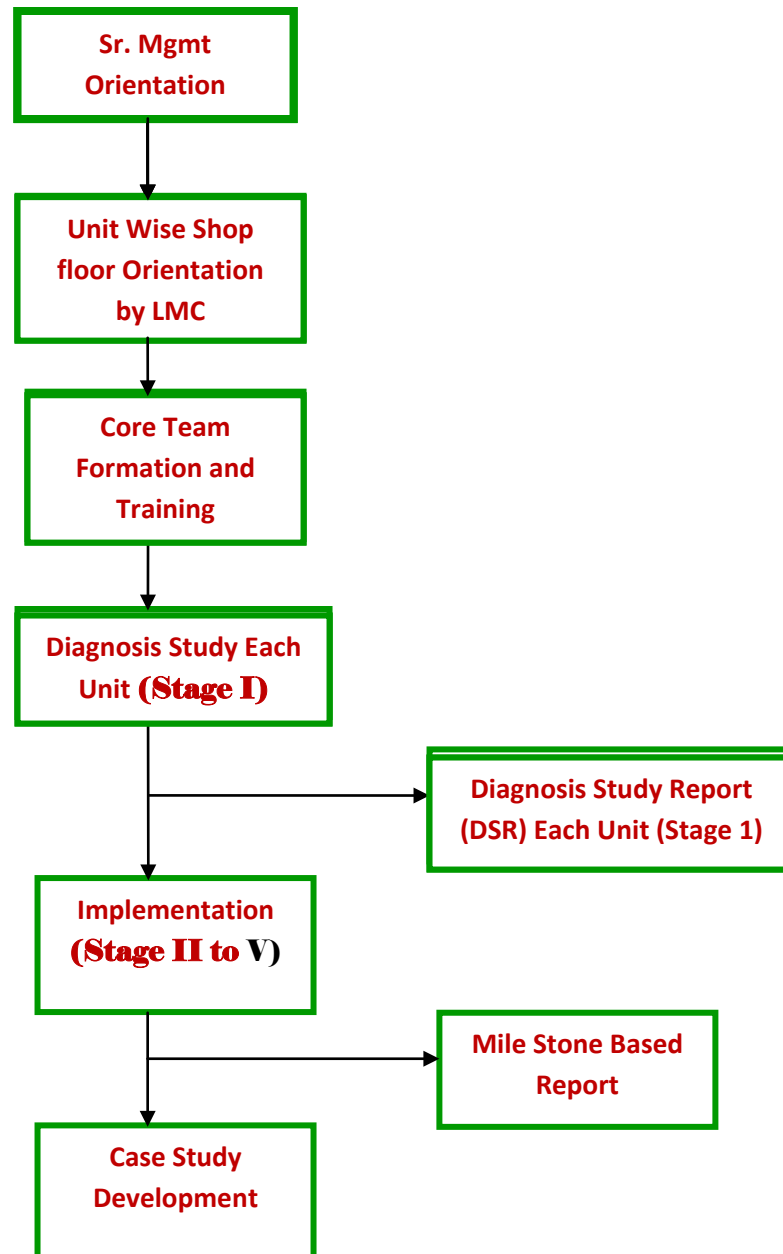 Sr. Mgmt
Orientation
Unit Wise Shop
floor Orientation
by LMC
Core Team
Formation and
Training
Diagnosis Study Each
Unit (Stage I)
Diagnosis Study Report
(DSR) Each Unit (Stage 1)
Implementation
(Stage II to V)
Mile Stone Based
Report
Case Study
Development